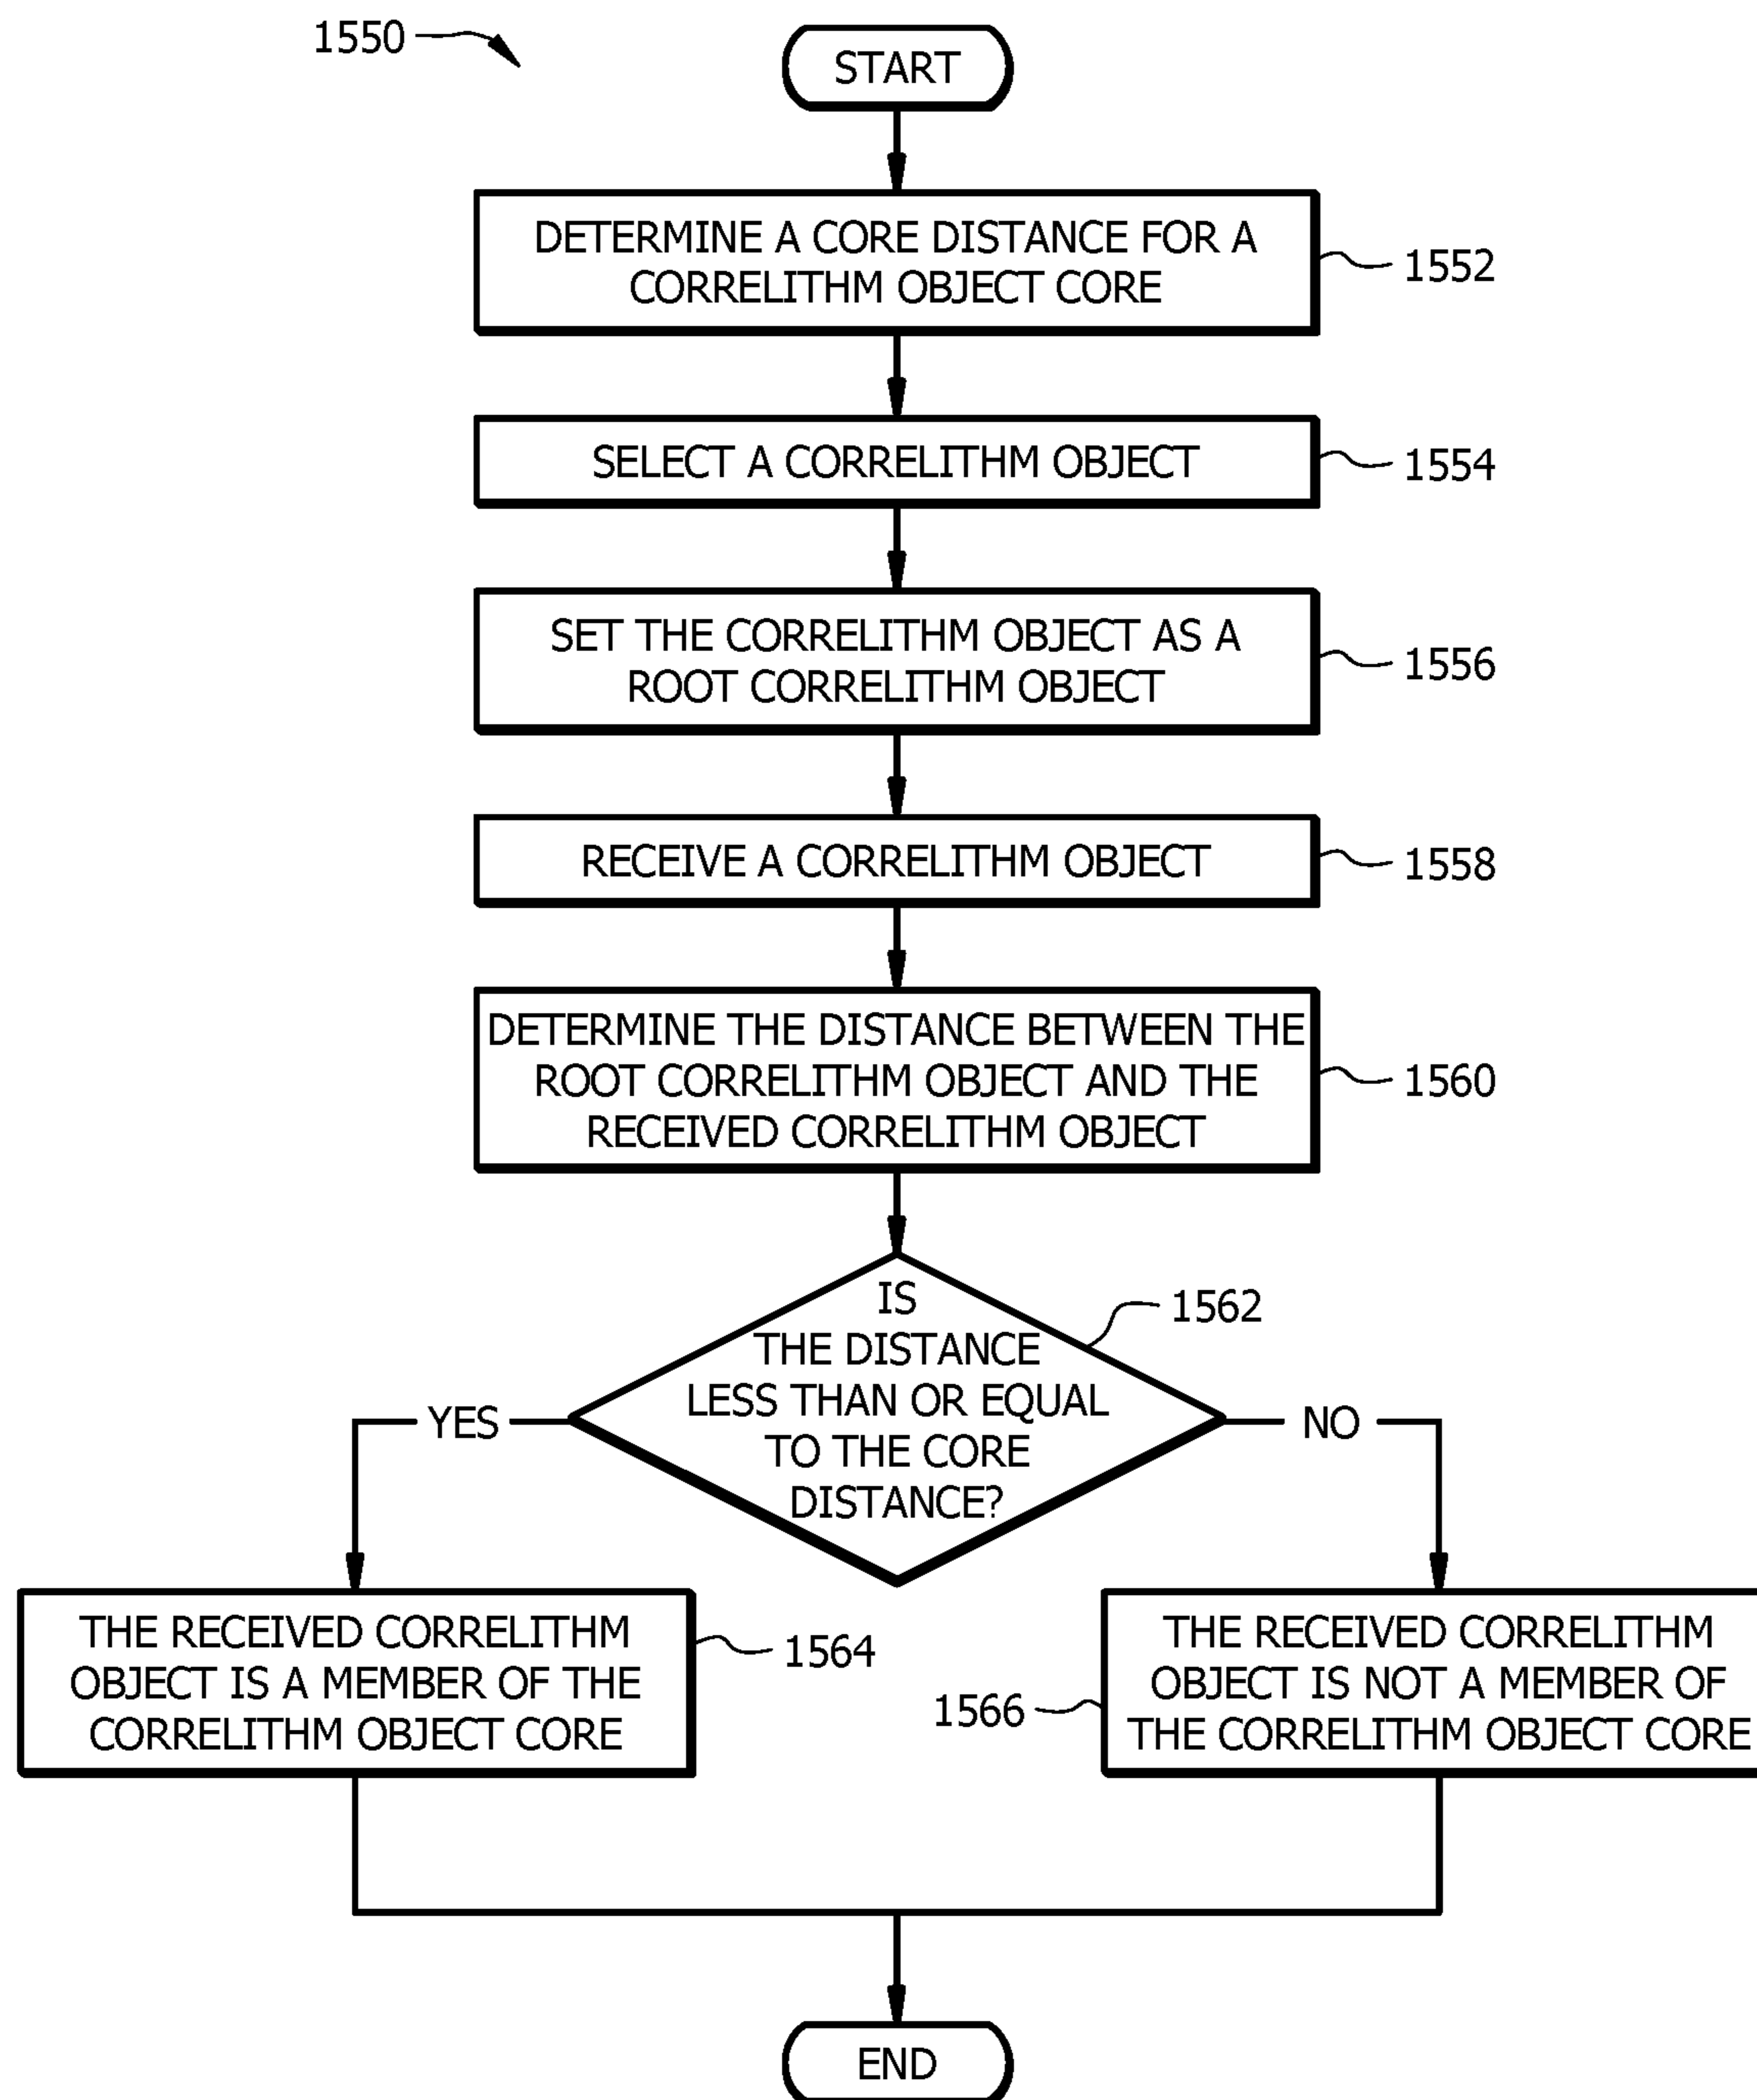 1550
START
DETERMINE A CORE DISTANCE FOR A
CORRELITHM OBJECT CORE
1552
SELECT A CORRELITHM OBJECT
1554
SET THE CORRELITHM OBJECT AS A
ROOT CORRELITHM OBJECT
1556
RECEIVE A CORRELITHM OBJECT
1558
DETERMINE THE DISTANCE BETWEEN THE
ROOT CORRELITHM OBJECT AND THE
RECEIVED CORRELITHM OBJECT
1560
IS
THE DISTANCE
LESS THAN OR EQUAL
TO THE CORE
DISTANCE?
1562
YES
NO
THE RECEIVED CORRELITHM
OBJECT IS A MEMBER OF THE
CORRELITHM OBJECT CORE
1564
THE RECEIVED CORRELITHM
OBJECT IS NOT A MEMBER OF
THE CORRELITHM OBJECT CORE
1566
END